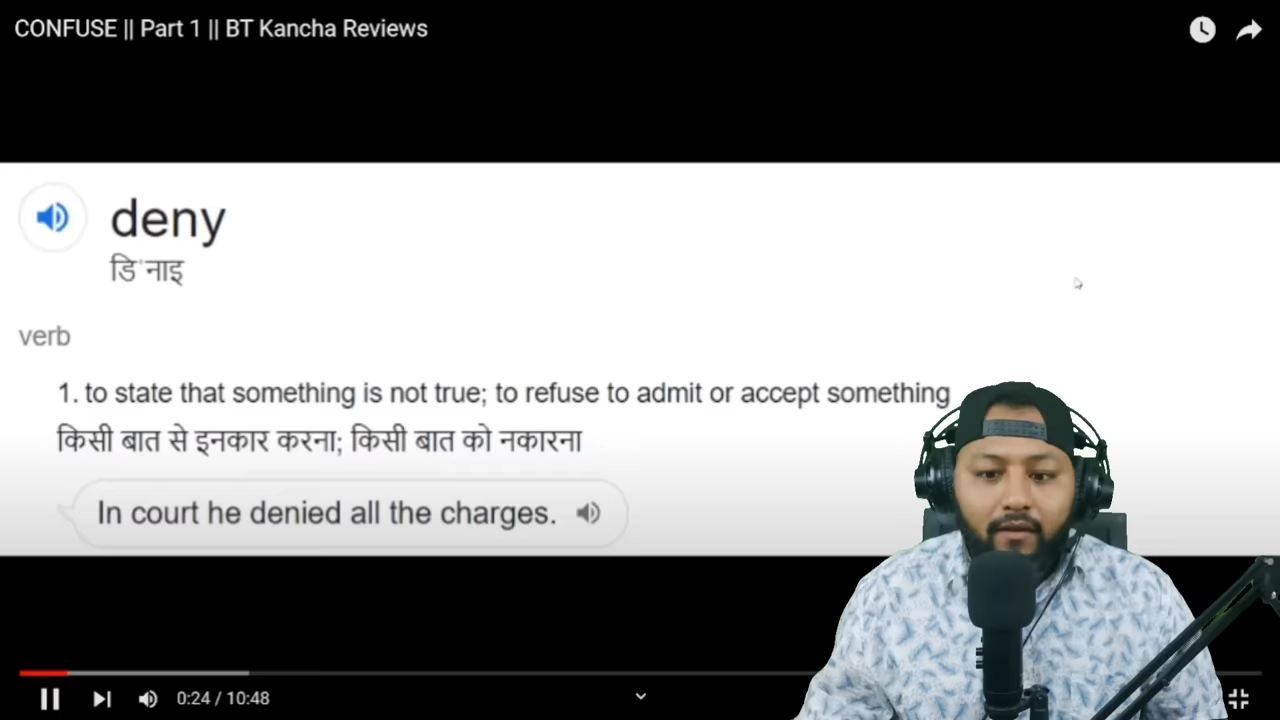 CONFUSE || Part 1 || BT Kancha Reviews
deny
डिˈनाइ
verb
1. to state that something is not true; to refuse to admit or accept something
किसी बात से इनकार करना; किसी बात को नकारना
In court he denied all the charges.
0:24 / 10:48